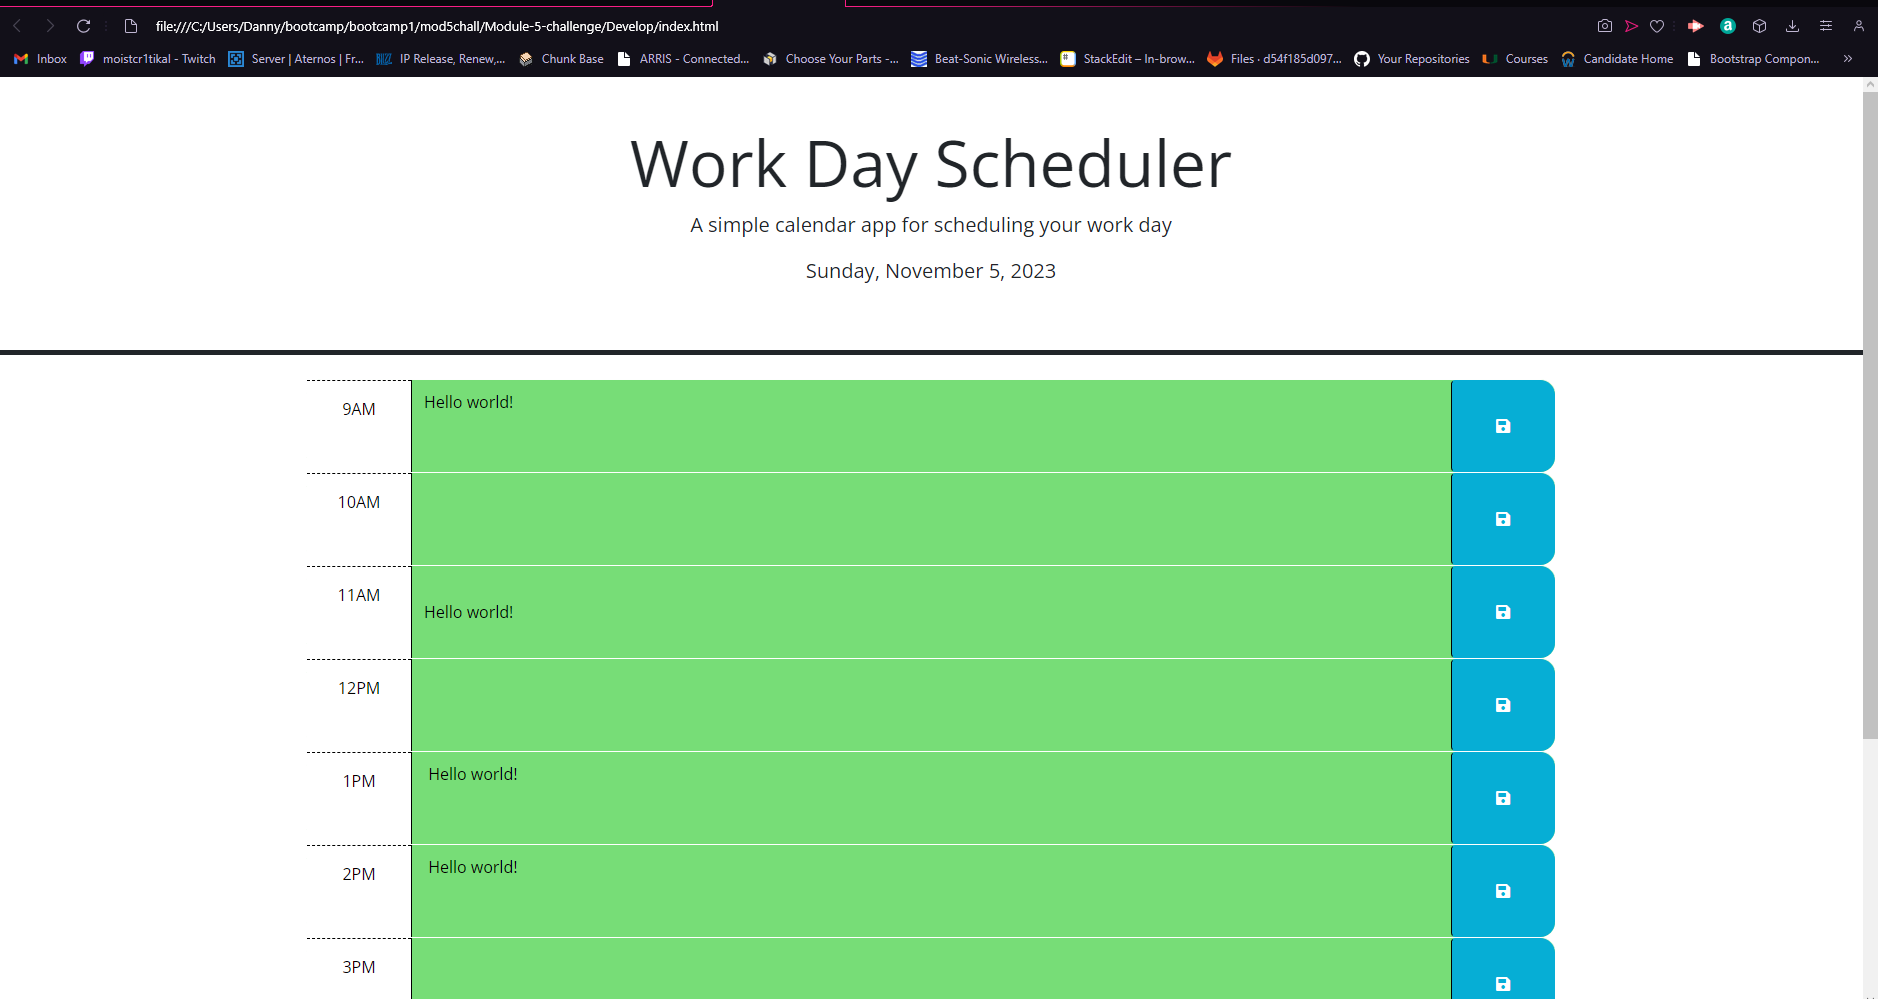 file:///C:/Users/Danny/bootcamp/bootcamp1/mod5chall/Module-5-challenge/Develop/index.html
Inbox moistcr1tikal - Twitch Server | Aternos | Fr... IP Release, Renew,... Chunk Base ARRIS - Connected... Choose Your Parts -... Beat-Sonic Wireless... StackEdit – In-brow... Files · d54f185d097... Your Repositories Courses Candidate Home Bootstrap Compon... »
Work Day Scheduler
A simple calendar app for scheduling your work day
Sunday, November 5, 2023
9AM Hello world!
10AM
11AM Hello world!
12PM
1PM Hello world!
2PM Hello world!
3PM